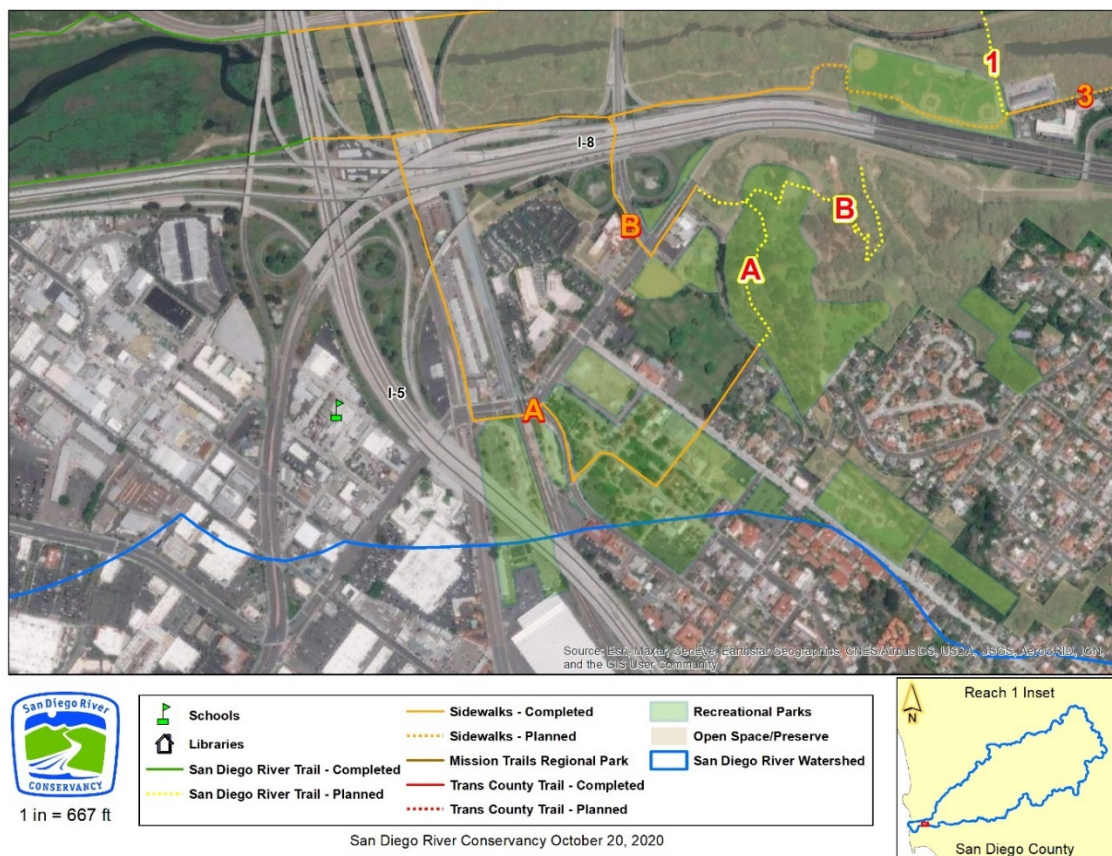 1
3
I-8
B
B
A
I-5
A
Source: Esri, Maxar, GeoEye, Earthstar Geographics, CNES/Airbus DS, USDA, USGS, AeroGRID, IGN,
and the GIS User Community
San Diego River
CONSERVANCY
1 in = 667 ft
Schools
Libraries
San Diego River Trail - Completed
San Diego River Trail - Planned
Sidewalks - Completed
Sidewalks - Planned
Mission Trails Regional Park
Trans County Trail - Completed
Trans County Trail - Planned
Recreational Parks
Open Space/Preserve
San Diego River Watershed
San Diego River Conservancy October 20, 2020
Reach 1 Inset
N
San Diego County